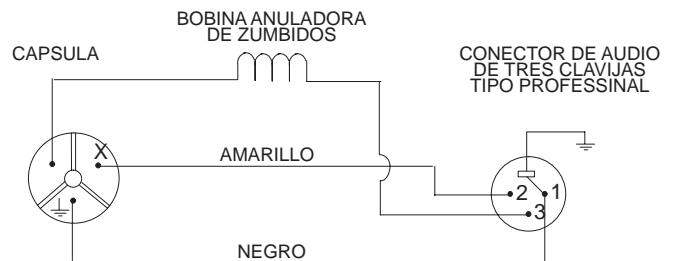 BOBINA ANULADORA
DE ZUMBIDOS
CAPSULA
CONECTOR DE AUDIO
DE TRES CLAVIJAS
TIPO PROFESSINAL
X
AMARILLO
2
1
3
NEGRO